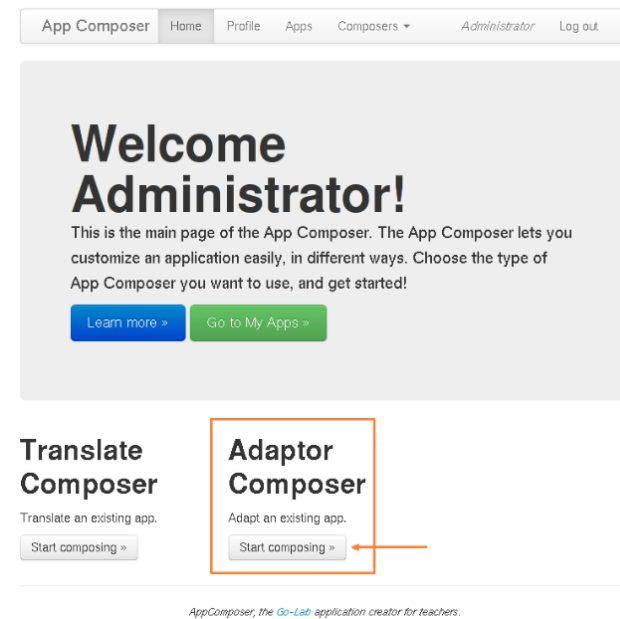 App Composer Home Profile Apps Composers Administrator Log out
Welcome
Administrator!
This is the main page of the App Composer. The App Composer lets you
customize an application easily, in different ways. Choose the type of
App Composer you want to use, and get started!
Learn more » Go to My Apps »
Translate
Composer
Translate an existing app.
Start composing »
Adaptor
Composer
Adapt an existing app.
Start composing »
AppComposer, the Go-Lab application creator for teachers.